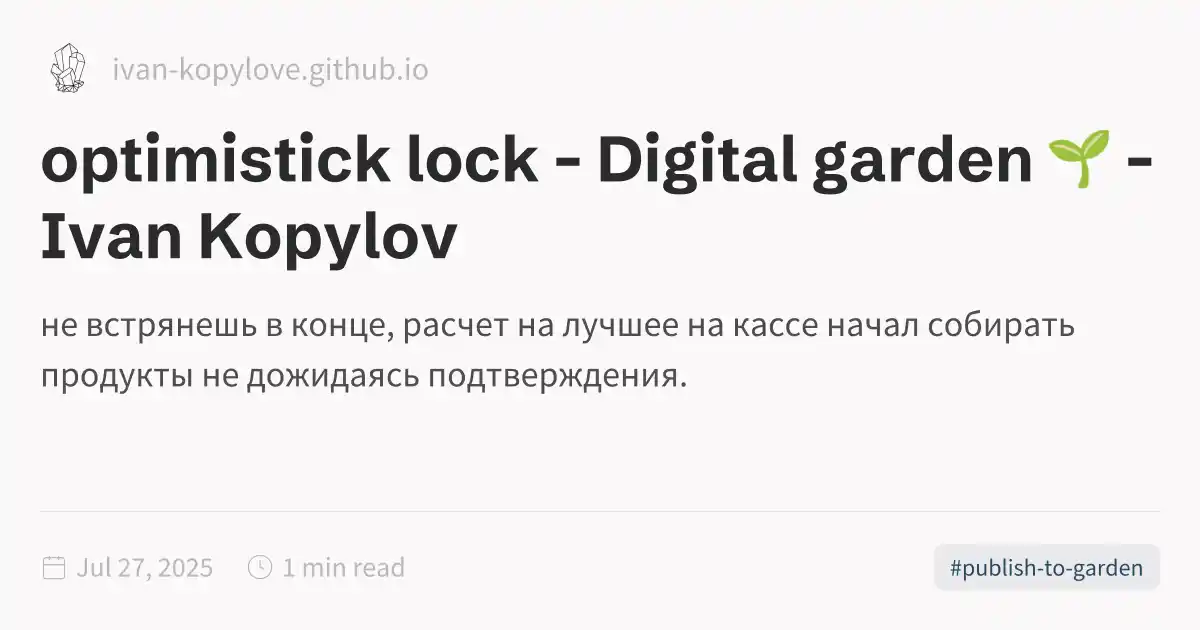 ivan-kopylove.github.io
optimistick lock - Digital garden 🌱 -
Ivan Kopylov
не встрянешь в конце, расчет на лучшее на кассе начал собирать
продукты не дожидаясь подтверждения.
Jul 27, 2025 1 min read
#publish-to-garden